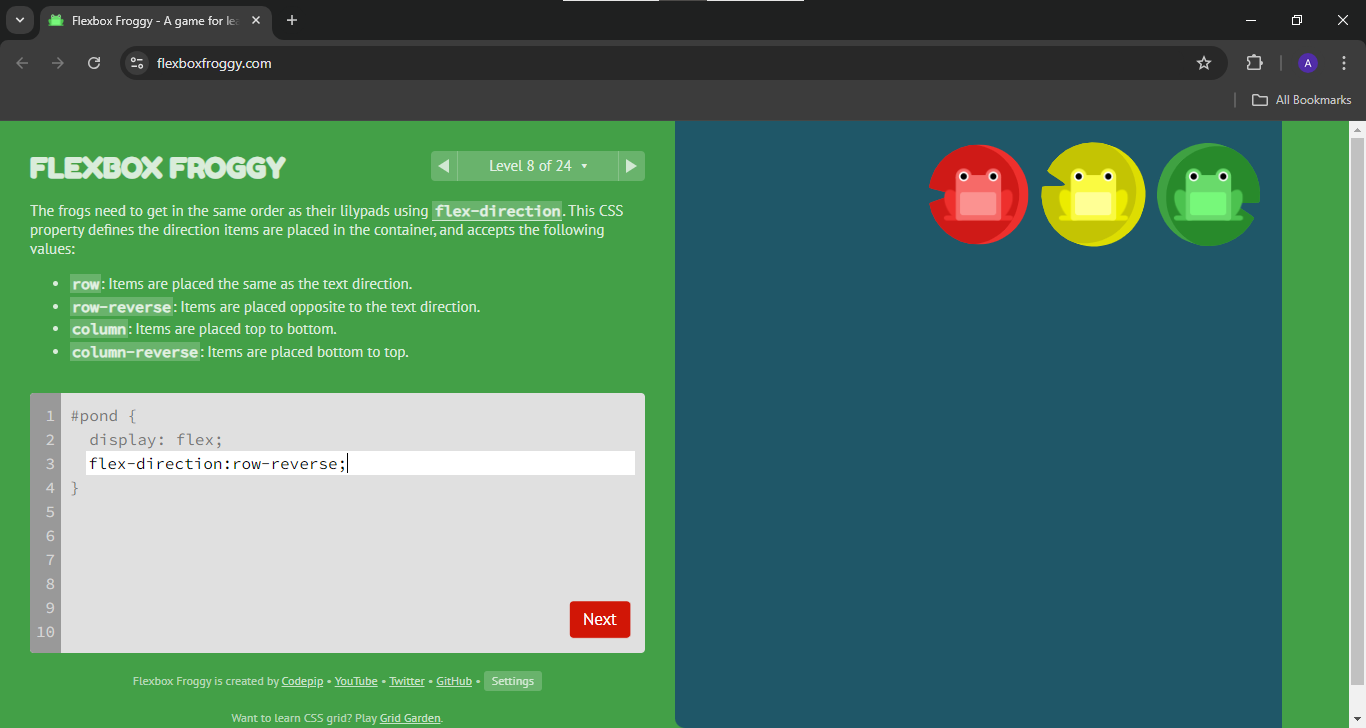 Flexbox Froggy - A game for le
flexboxfroggy.com
A
All Bookmarks
FLEXBOX FROGGY
Level 8 of 24
The frogs need to get in the same order as their lilypads using flex-direction. This CSS
property defines the direction items are placed in the container, and accepts the following
values:
• row: Items are placed the same as the text direction.
• row-reverse: Items are placed opposite to the text direction.
• column: Items are placed top to bottom.
• column-reverse: Items are placed bottom to top.
1 #pond {
2 display: flex;
3 flex-direction:row-reverse;
4 }
5
6
7
8
9
10
Next
Flexbox Froggy is created by Codepip • YouTube • Twitter • GitHub • Settings
Want to learn CSS grid? Play Grid Garden.